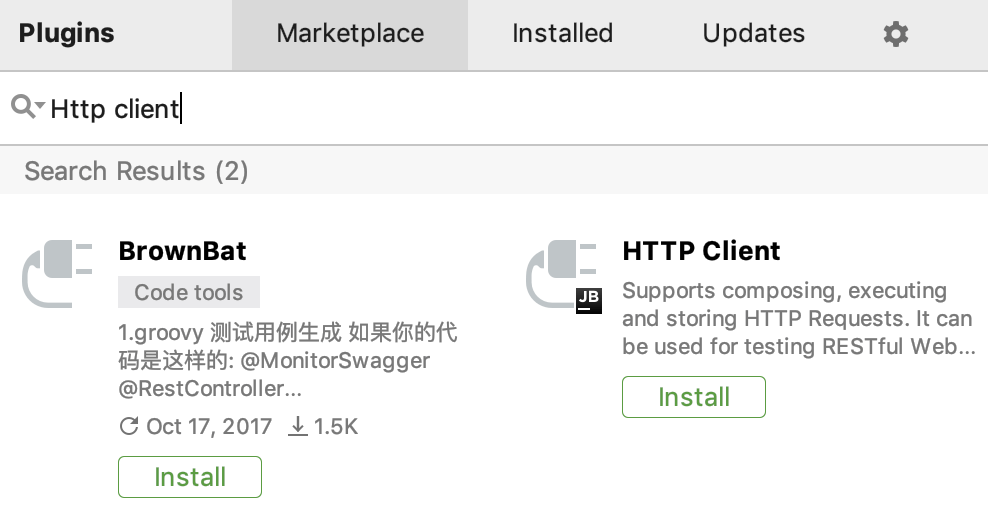 Plugins Marketplace Installed Updates
Http client
Search Results (2)
BrownBat
Code tools
1.groovy 测试用例生成 如果你的代
码是这样的: @MonitorSwagger
@RestController...
Oct 17, 2017 1.5K
Install
HTTP Client
JB
Supports composing, executing
and storing HTTP Requests. It can
be used for testing RESTful Web...
Install